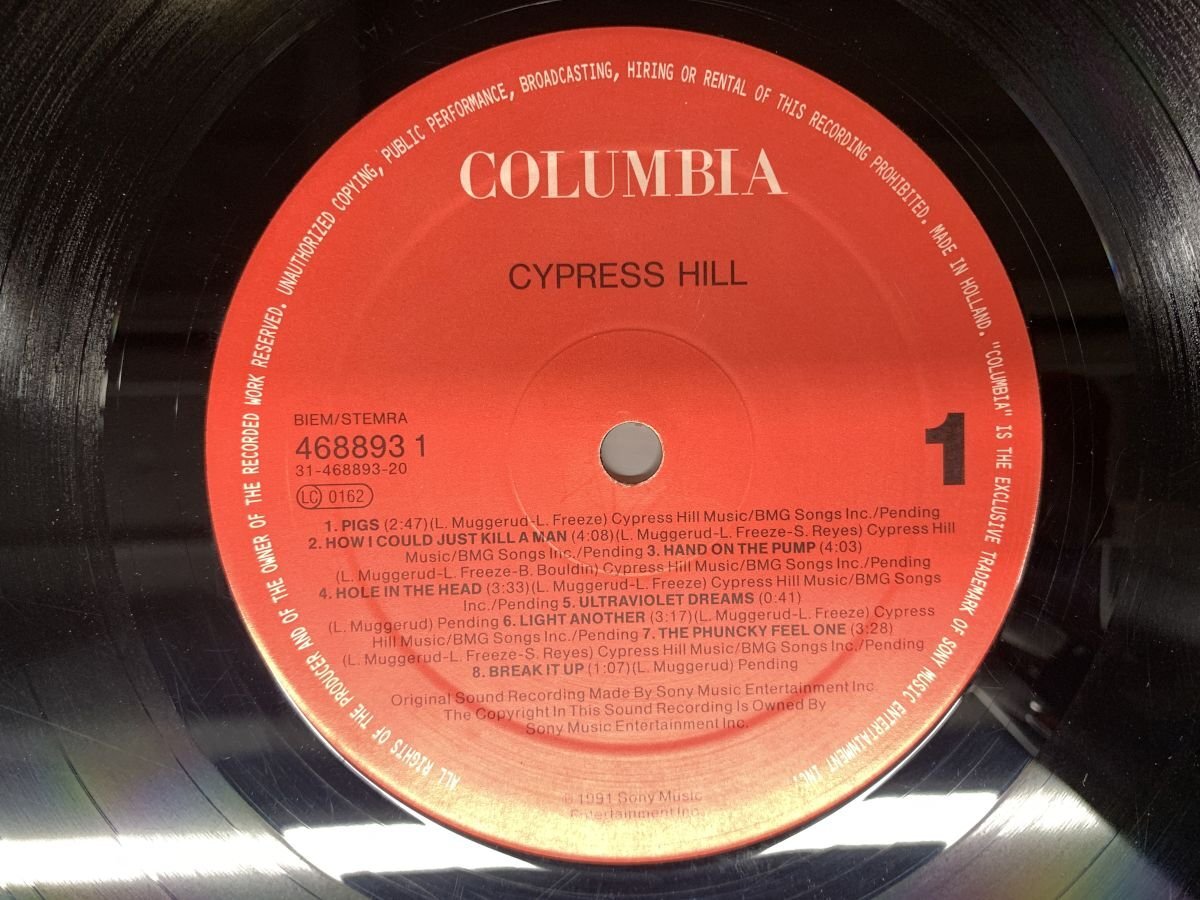 ALL RIGHTS OF THE PRODUCER AND OF THE OWNER OF THE RECORDED WORK RESERVED. UNAUTHORIZED COPYING, PUBLIC PERFORMANCE, BROADCASTING, HIRING OR RENTAL OF THIS RECORDING PROHIBITED. MADE IN HOLLAND. "COLUMBIA" IS THE EXCLUSIVE TRADEMARK OF SONY MUSIC ENTERTAINMENT INC.
COLUMBIA
CYPRESS HILL
BIEM/STEMRA
468893 1
31-468893-20
LC 0162
1
1. PIGS (2:47)(L. Muggerud-L. Freeze) Cypress Hill Music/BMG Songs Inc./Pending
2. HOW I COULD JUST KILL A MAN (4:08)(L. Muggerud-L. Freeze-S. Reyes) Cypress Hill
Music/BMG Songs Inc./Pending 3. HAND ON THE PUMP (4:03)
(L. Muggerud-L. Freeze-B. Bouldin) Cypress Hill Music/BMG Songs Inc./Pending
4. HOLE IN THE HEAD (3:33)(L. Muggerud-L. Freeze) Cypress Hill Music/BMG Songs
Inc./Pending 5. ULTRAVIOLET DREAMS (0:41)
(L. Muggerud) Pending 6. LIGHT ANOTHER (3:17)(L. Muggerud-L. Freeze) Cypress
Hill Music/BMG Songs Inc./Pending 7. THE PHUNCKY FEEL ONE (3:28)
(L. Muggerud-L. Freeze-S. Reyes) Cypress Hill Music/BMG Songs Inc./Pending
8. BREAK IT UP (1:07)(L. Muggerud) Pending
Original Sound Recording Made By Sony Music Entertainment Inc.
The Copyright In This Sound Recording Is Owned By
Sony Music Entertainment Inc.
℗ 1991 Sony Music
Entertainment Inc.